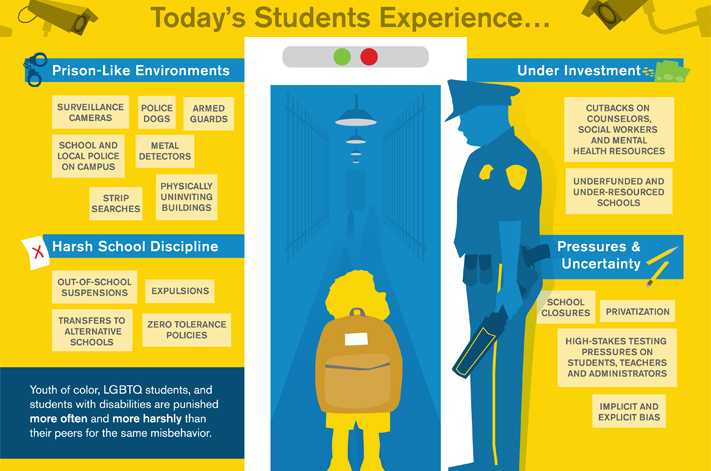 Today's Students Experience...
Prison-Like Environments
SURVEILLANCE
CAMERAS
POLICE
DOGS
ARMED
GUARDS
SCHOOL AND
LOCAL POLICE
ON CAMPUS
METAL
DETECTORS
STRIP
SEARCHES
PHYSICALLY
UNINVITING
BUILDINGS
Harsh School Discipline
X
OUT-OF-SCHOOL
SUSPENSIONS
EXPULSIONS
TRANSFERS TO
ALTERNATIVE
SCHOOLS
ZERO TOLERANCE
POLICIES
Youth of color, LGBTQ students, and
students with disabilities are punished
more often and more harshly than
their peers for the same misbehavior.
Under Investment
CUTBACKS ON
COUNSELORS,
SOCIAL WORKERS
AND MENTAL
HEALTH RESOURCES
UNDERFUNDED AND
UNDER-RESOURCED
SCHOOLS
Pressures &
Uncertainty
SCHOOL
CLOSURES
PRIVATIZATION
HIGH-STAKES TESTING
PRESSURES ON
STUDENTS, TEACHERS
AND ADMINISTRATORS
IMPLICIT AND
EXPLICIT BIAS